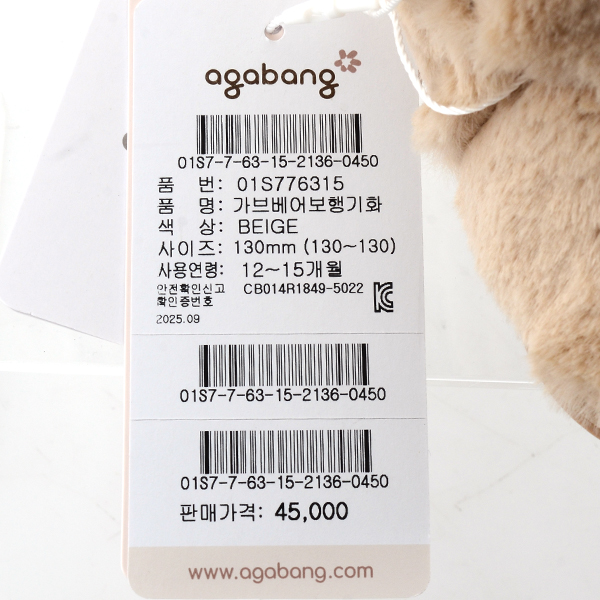 agabang
01S7-7-63-15-2136-0450
품 번: 01S776315
품 명: 가브베어보행기화
색 상: BEIGE
사이즈: 130mm (130~130)
사용연령: 12~15개월
안전확인신고 CB014R1849-5022
확인증번호
2025.09
01S7-7-63-15-2136-0450
01S7-7-63-15-2136-0450
판매가격: 45,000
www.agabang.com